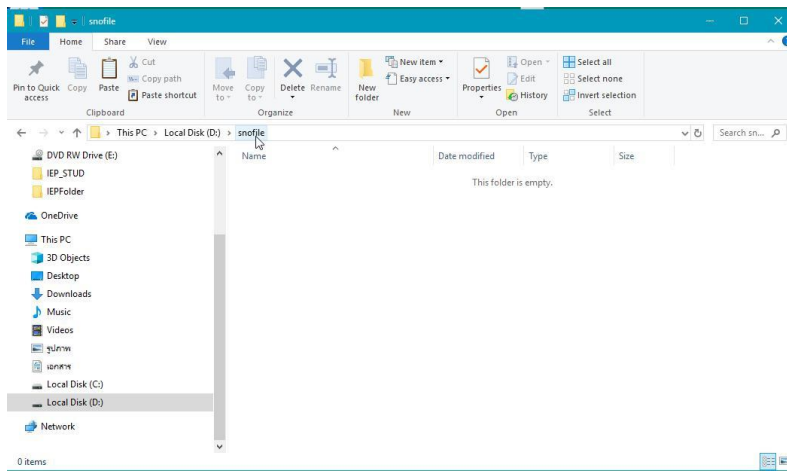 snofile
File Home Share View
Pin to Quick access
Copy
Paste
Cut
Copy path
Paste shortcut
Clipboard
Move to
Copy to
Delete
Rename
Organize
New folder
New item
Easy access
New
Properties
Open
Edit
History
Open
Select all
Select none
Invert selection
Select
This PC > Local Disk (D:) > snofile
Search sn...
Name Date modified Type Size
This folder is empty.
DVD RW Drive (E:)
IEP_STUD
IEPFolder
OneDrive
This PC
3D Objects
Desktop
Downloads
Music
Videos
รูปภาพ
เอกสาร
Local Disk (C:)
Local Disk (D:)
Network
0 items